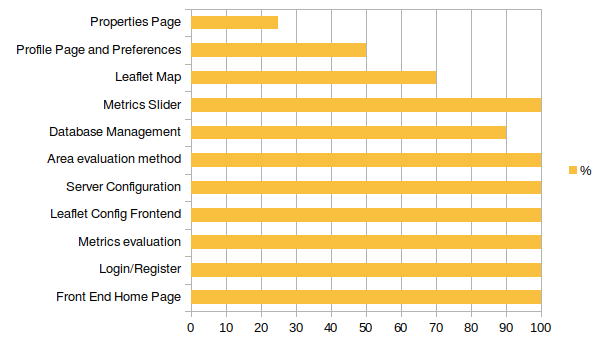 Properties Page
Profile Page and Preferences
Leaflet Map
Metrics Slider
Database Management
Area evaluation method
Server Configuration
Leaflet Config Frontend
Metrics evaluation
Login/Register
Front End Home Page
0 10 20 30 40 50 60 70 80 90 100
%